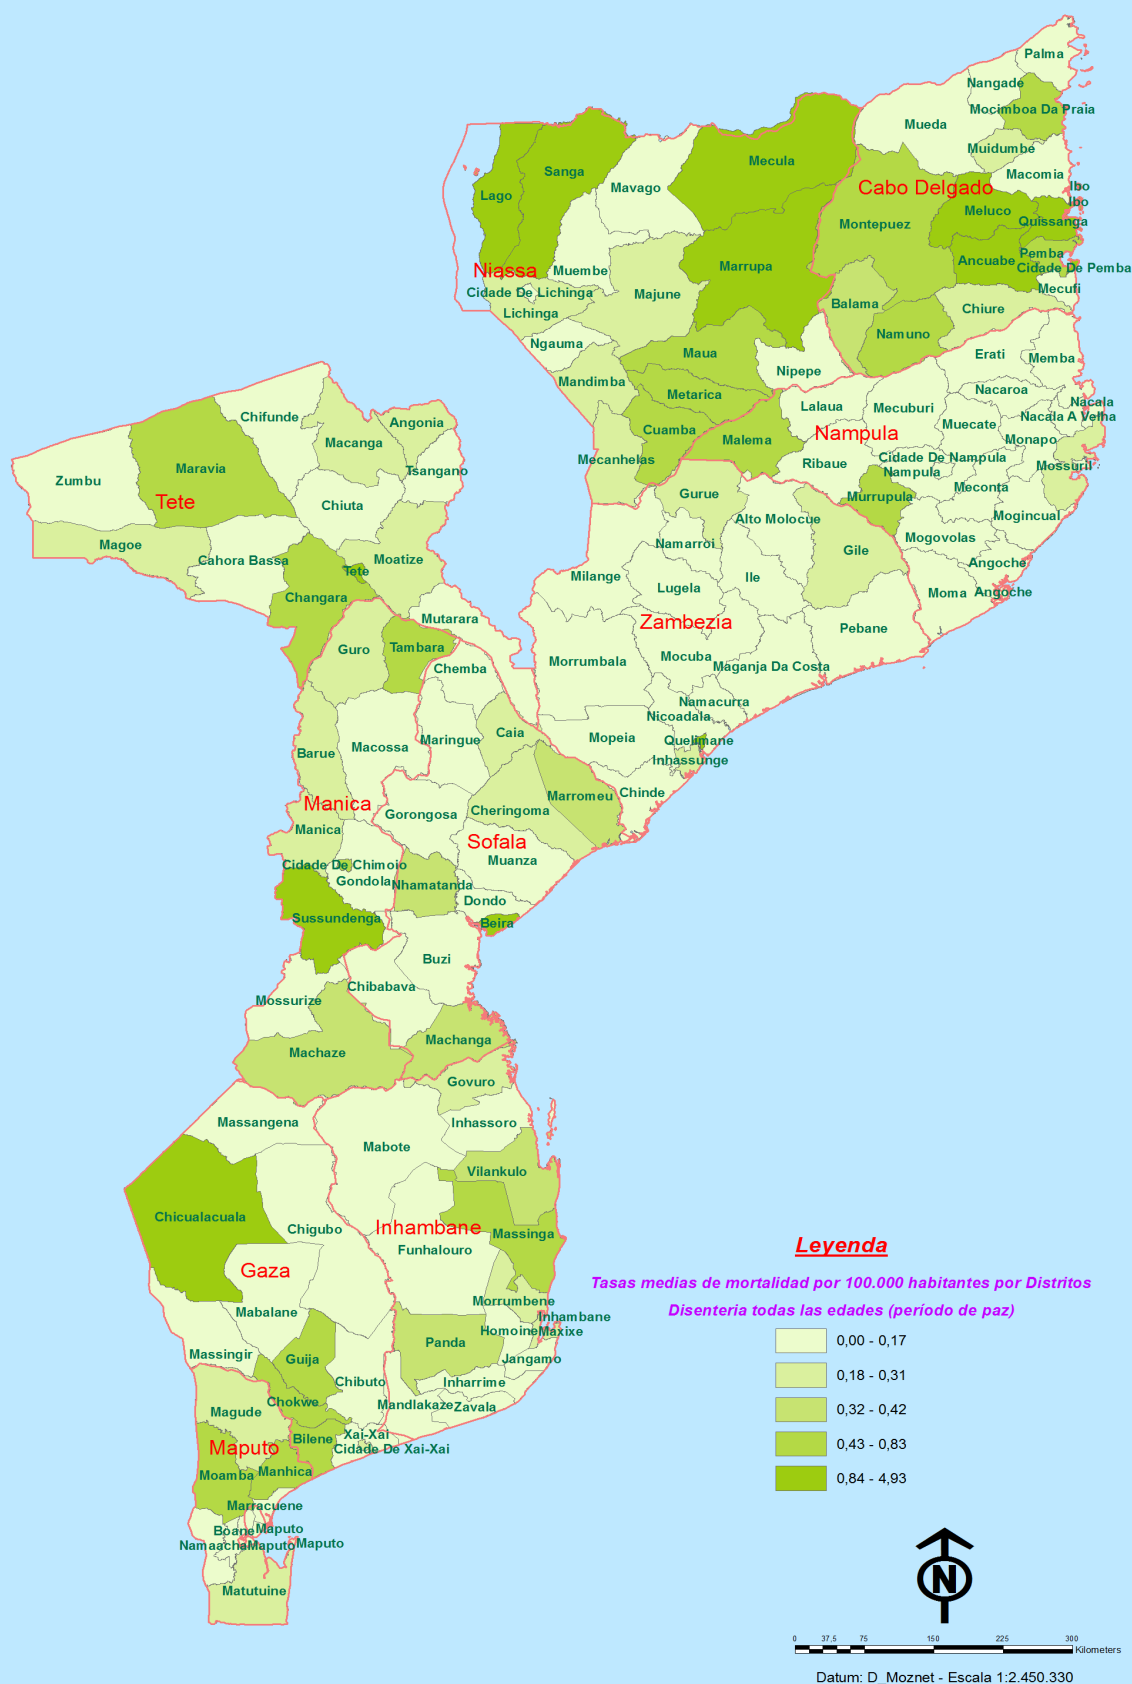 Palma
Nangade
Mocimboa Da Praia
Mueda
Muidumbe
Mecula
Sanga
Macomia
Mavago
Cabo Delgado
Ibo
Lago
Ibo
Meluco
Quissanga
Montepuez
Pemba
Ancuabe
Marrupa
Cidade De Pemba
Niassa
Muembe
Mecufi
Cidade De Lichinga
Majune
Balama
Chiure
Lichinga
Namuno
Ngauma
Maua
Erati
Memba
Nipepe
Mandimba
Nacaroa
Metarica
Nacala
Lalaua
Mecuburi
Chifunde
Nacala A Velha
Angonia
Muecate
Cuamba
Nampula
Malema
Monapo
Macanga
Cidade De Nampula
Mecanhelas
Ribaue
Mossuril
Maravia
Tsangano
Nampula
Zumbu
Meconta
Gurue
Murrupula
Tete
Chiuta
Mogincual
Alto Molocue
Mogovolas
Magoe
Namarroi
Gile
Cahora Bassa
Moatize
Angoche
Tete
Milange
Ile
Lugela
Moma
Angoche
Changara
Mutarara
Zambezia
Pebane
Tambara
Guro
Mocuba
Morrumbala
Maganja Da Costa
Chemba
Namacurra
Nicoadala
Caia
Mopeia
Maringue
Quelimane
Macossa
Barue
Inhassunge
Chinde
Marromeu
Manica
Cheringoma
Gorongosa
Manica
Sofala
Muanza
Cidade De Chimoio
Gondola
Nhamatanda
Dondo
Sussundenga
Beira
Buzi
Chibabava
Mossurize
Machanga
Machaze
Govuro
Massangena
Inhassoro
Mabote
Vilankulo
Chicualacuala
Inhambane
Chigubo
Massinga
Funhalouro
Gaza
Morrumbene
Mabalane
Inhambane
Homoine
Maxixe
Panda
Massingir
Guija
Jangamo
Chibuto
Inharrime
Chokwe
Mandlakaze
Zavala
Magude
Xai-Xai
Bilene
Maputo
Cidade De Xai-Xai
Manhica
Moamba
Marracuene
Boane
Maputo
Namaacha
Maputo
Maputo
Matutuine
Leyenda
Tasas medias de mortalidad por 100.000 habitantes por Distritos
Disenteria todas las edades (período de paz)
0,00 - 0,17
0,18 - 0,31
0,32 - 0,42
0,43 - 0,83
0,84 - 4,93
N
0 37,5 75 150 225 300
Kilometers
Datum: D_Moznet - Escala 1:2.450.330